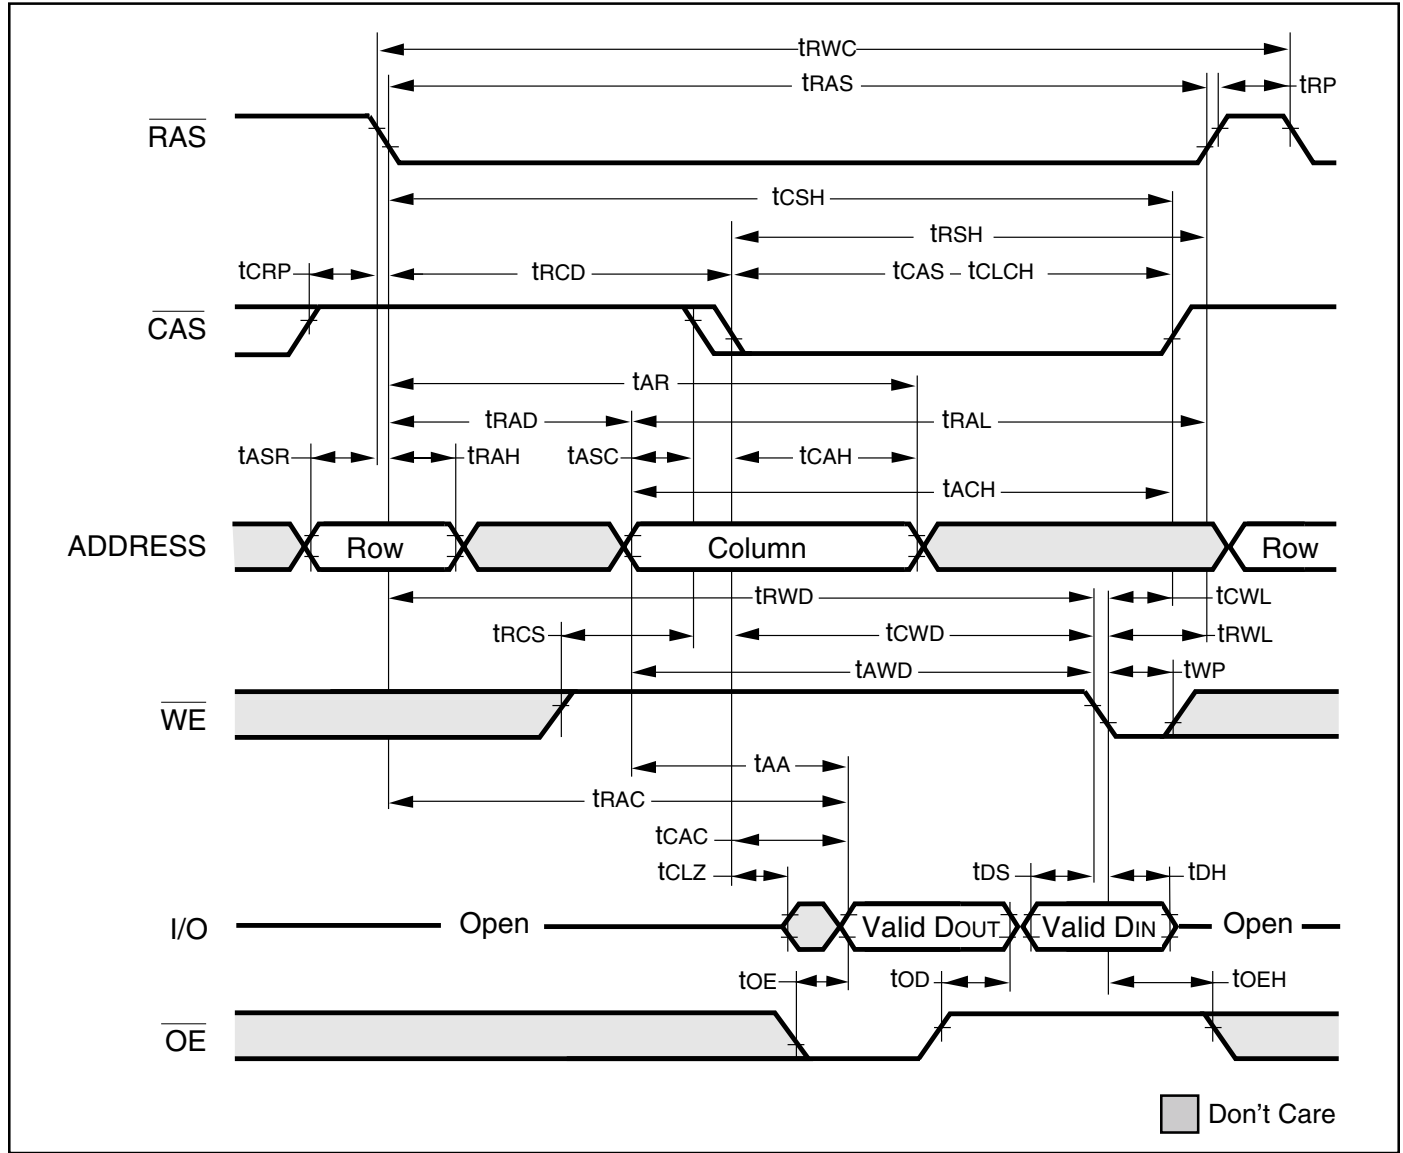 tRWC
tRAS
tRP
RAS
tCSH
tRSH
tCRP
tRCD
tCAS – tCLCH
CAS
tAR
tRAD
tRAL
tASR
tRAH
tASC
tCAH
tACH
ADDRESS
Row
Column
Row
tRWD
tCWL
tRCS
tCWD
tRWL
tAWD
tWP
WE
tAA
tRAC
tCAC
tCLZ
tDS
tDH
I/O
Open
Valid DOUT
Valid DIN
Open
tOE
tOD
tOEH
OE
Don't Care